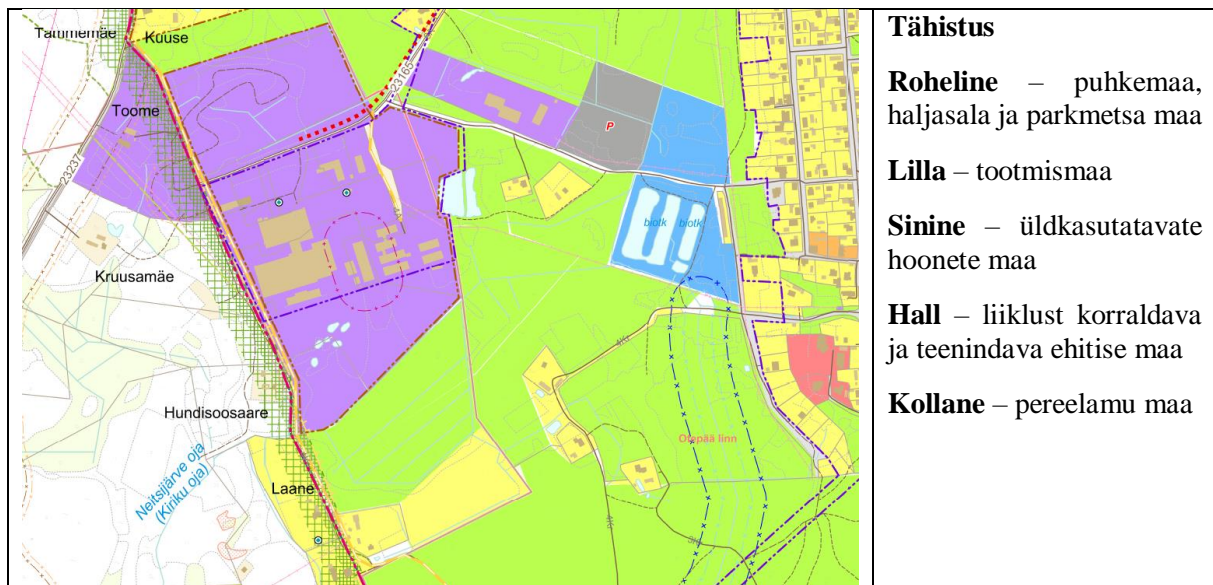 Tammemäe
Kuuse
Toome
23237
23165
P
biotk
biotk
Kruusamäe
Hundisoosaare
Neitsijärve oja
(Kiriku oja)
Laane
Otepää linn
Tähistus
Roheline – puhkemaa,
haljasala ja parkmetsa maa
Lilla – tootmismaa
Sinine – üldkasutatavate
hoonete maa
Hall – liiklust korraldava
ja teenindava ehitise maa
Kollane – pereelamu maa